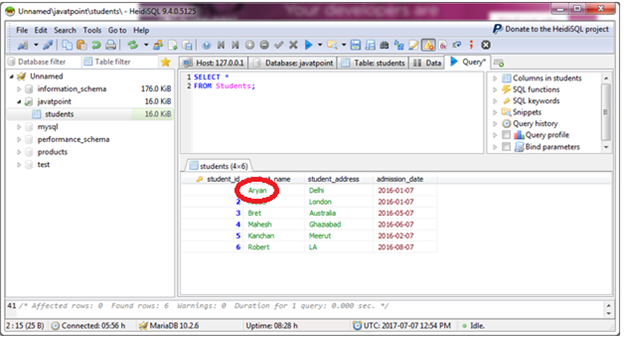 Unnamed\javatpoint\students\ - HeidiSQL 9.4.0.5125
File Edit Search Tools Go to Help
Donate to the HeidiSQL project
Database filter Table filter
Host: 127.0.0.1 Database: javatpoint Table: students Data Query*
Unnamed
information_schema 176.0 KiB
javatpoint 16.0 KiB
students 16.0 KiB
mysql
performance_schema
products
test
1 SELECT *
2 FROM Students;
Columns in students
SQL functions
SQL keywords
Snippets
Query history
Query profile
Bind parameters
students (4×6)
student_id name student_address admission_date
Aryan Delhi 2016-01-07
2 London 2016-01-07
3 Bret Australia 2016-05-07
4 Mahesh Ghaziabad 2016-06-07
5 Kanchan Meerut 2016-02-07
6 Robert LA 2016-08-07
41 /* Affected rows: 0 Found rows: 6 Warnings: 0 Duration for 1 query: 0.000 sec. */
2 : 15 (25 B) Connected: 05:56 h MariaDB 10.2.6 Uptime: 08:28 h UTC: 2017-07-07 12:54 PM Idle.